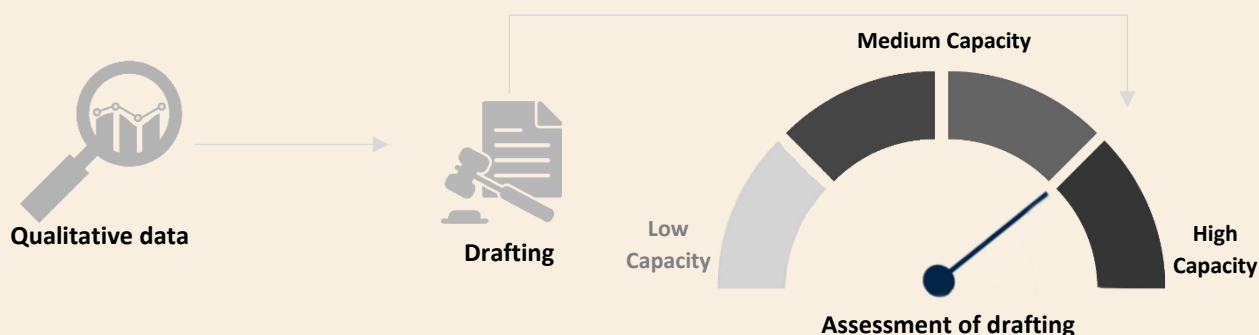 Medium Capacity
Qualitative data
Drafting
Low
Capacity
High
Capacity
Assessment of drafting